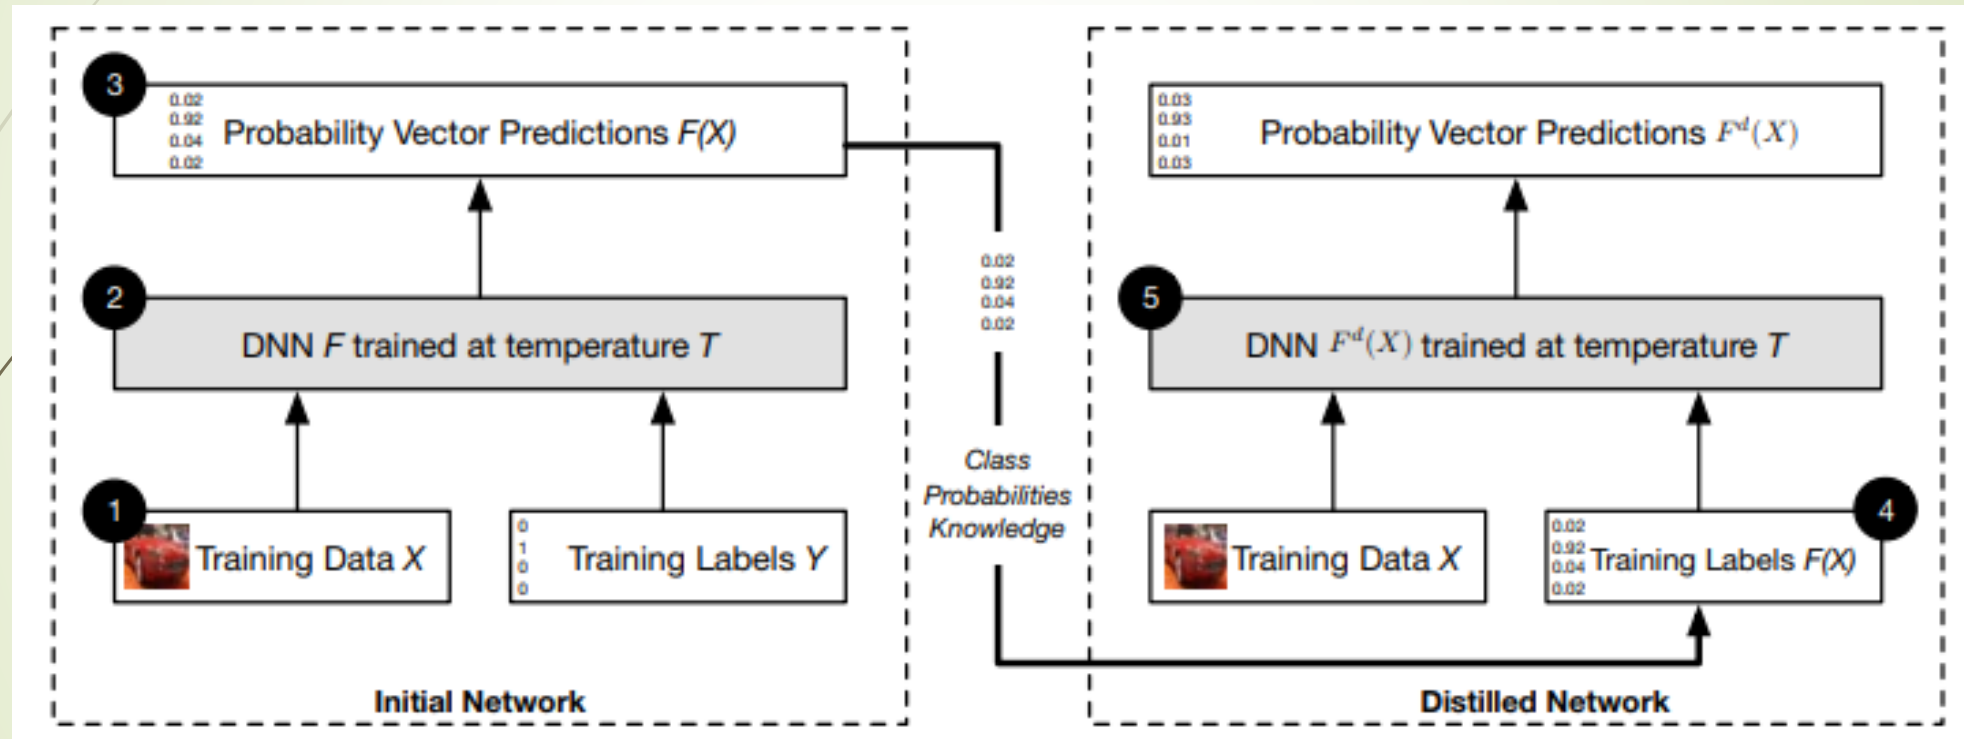 3
0.02
0.92
0.04
0.02
Probability Vector Predictions F(X)
2
DNN F trained at temperature T
1
Training Data X
0
1
0
0
Training Labels Y
Initial Network
0.02
0.92
0.04
0.02
Class
Probabilities
Knowledge
0.03
0.93
0.01
0.03
Probability Vector Predictions F^d(X)
5
DNN F^d(X) trained at temperature T
Training Data X
4
0.02
0.92
0.04
0.02
Training Labels F(X)
Distilled Network